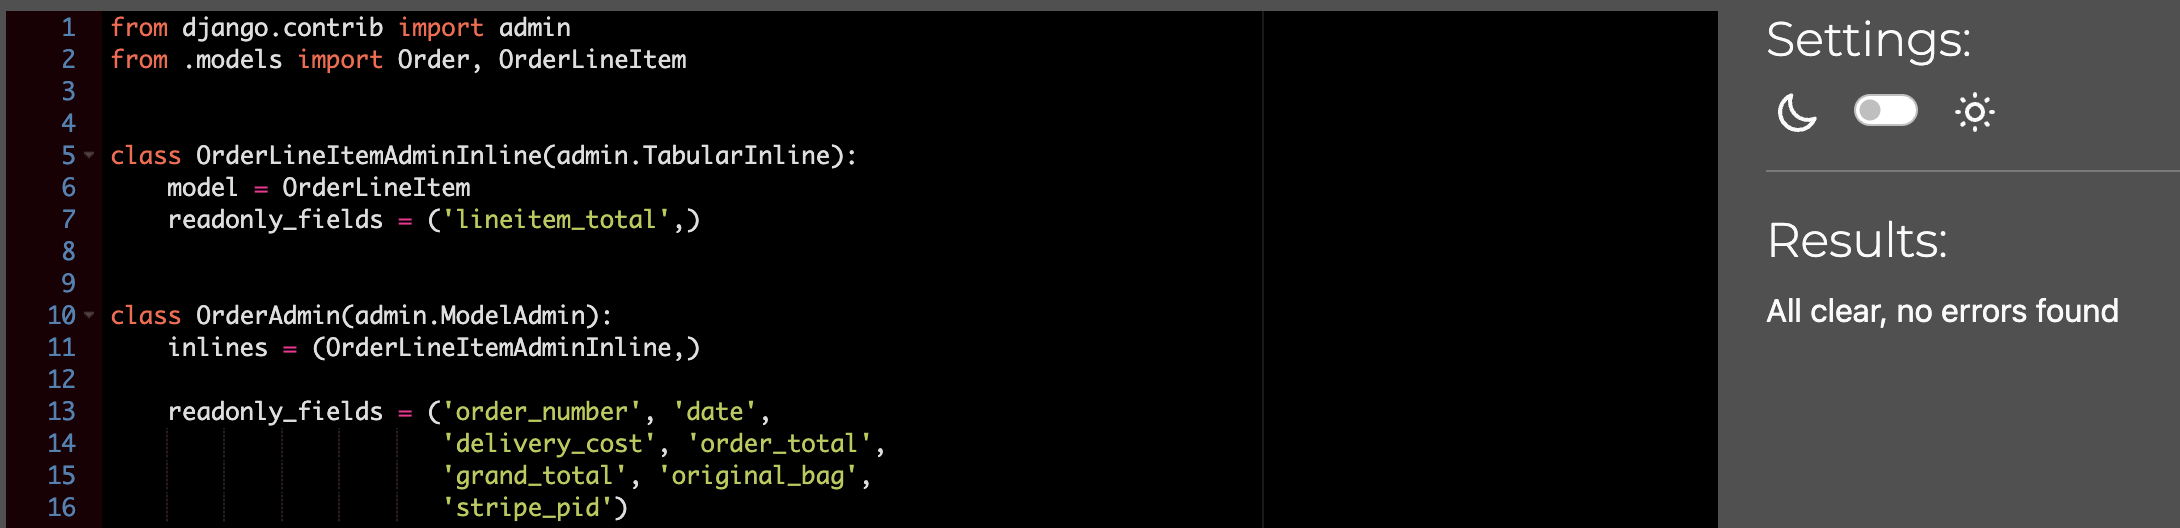 1 from django.contrib import admin
2 from .models import Order, OrderLineItem
3
4
5 class OrderLineItemAdminInline(admin.TabularInline):
6     model = OrderLineItem
7     readonly_fields = ('lineitem_total',)
8
9
10 class OrderAdmin(admin.ModelAdmin):
11     inlines = (OrderLineItemAdminInline,)
12
13     readonly_fields = ('order_number', 'date',
14                        'delivery_cost', 'order_total',
15                        'grand_total', 'original_bag',
16                        'stripe_pid')
Settings:
Results:
All clear, no errors found